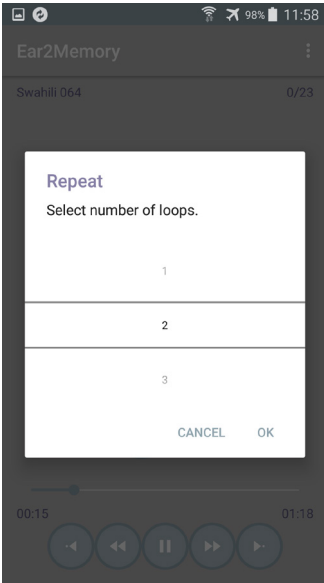 98% 11:58
Ear2Memory
Swahili 064 0/23
Repeat
Select number of loops.
1
2
3
CANCEL OK
00:15 01:18